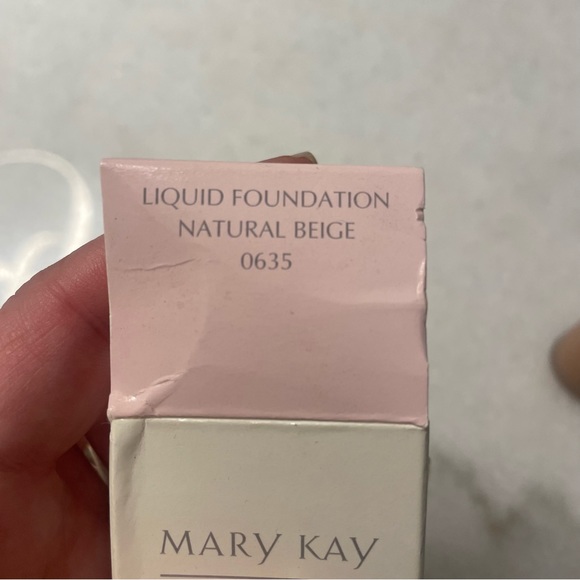 LIQUID FOUNDATION
NATURAL BEIGE
0635
MARY KAY